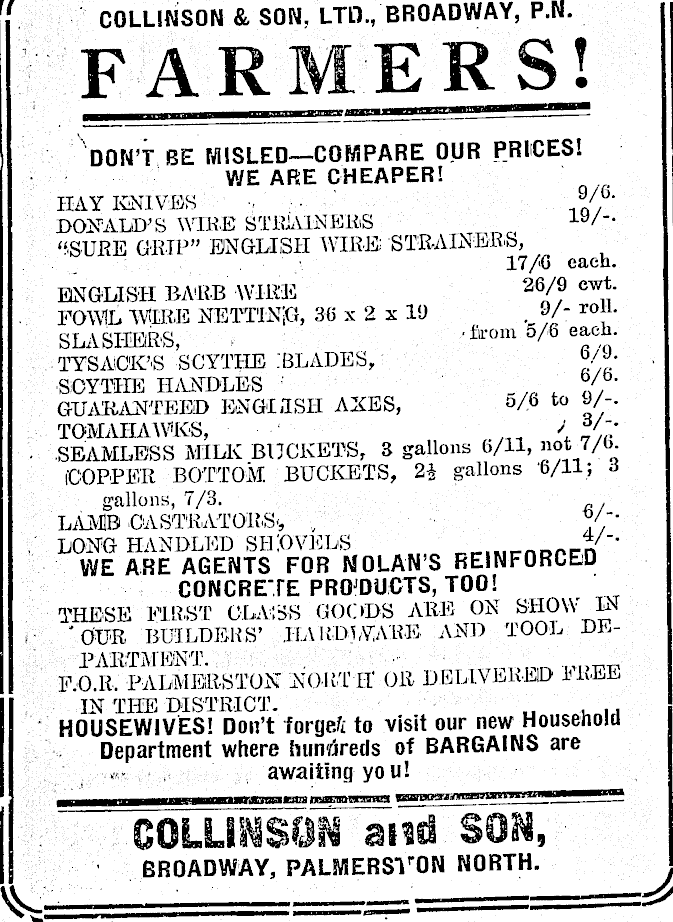 COLLINSON & SON, LTD., BROADWAY, P.N.
FARMERS!
DON'T BE MISLED—COMPARE OUR PRICES!
WE ARE CHEAPER!
HAY KNIVES 9/6.
DONALD'S WIRE STRAINERS 19/-.
"SURE GRIP" ENGLISH WIRE STRAINERS,
17/6 each.
ENGLISH BARB WIRE 26/9 cwt.
FOWL WIRE NETTING, 36 x 2 x 19 9/- roll.
SLASHERS, from 5/6 each.
TYSACK'S SCYTHE BLADES, 6/9.
SCYTHE HANDLES 6/6.
GUARANTEED ENGLISH AXES, 5/6 to 9/-.
TOMAHAWKS, 3/-.
SEAMLESS MILK BUCKETS, 3 gallons 6/11, not 7/6.
COPPER BOTTOM BUCKETS, 2½ gallons 6/11; 3
gallons, 7/3.
LAMB CASTRATORS, 6/-.
LONG HANDLED SHOVELS 4/-.
WE ARE AGENTS FOR NOLAN'S REINFORCED
CONCRETE PRODUCTS, TOO!
THESE FIRST CLASS GOODS ARE ON SHOW IN
OUR BUILDERS' HARDWARE AND TOOL DE-
PARTMENT.
F.O.R. PALMERSTON NORTH OR DELIVERED FREE
IN THE DISTRICT.
HOUSEWIVES! Don't forget to visit our new Household
Department where hundreds of BARGAINS are
awaiting you!
COLLINSON and SON,
BROADWAY, PALMERSTON NORTH.